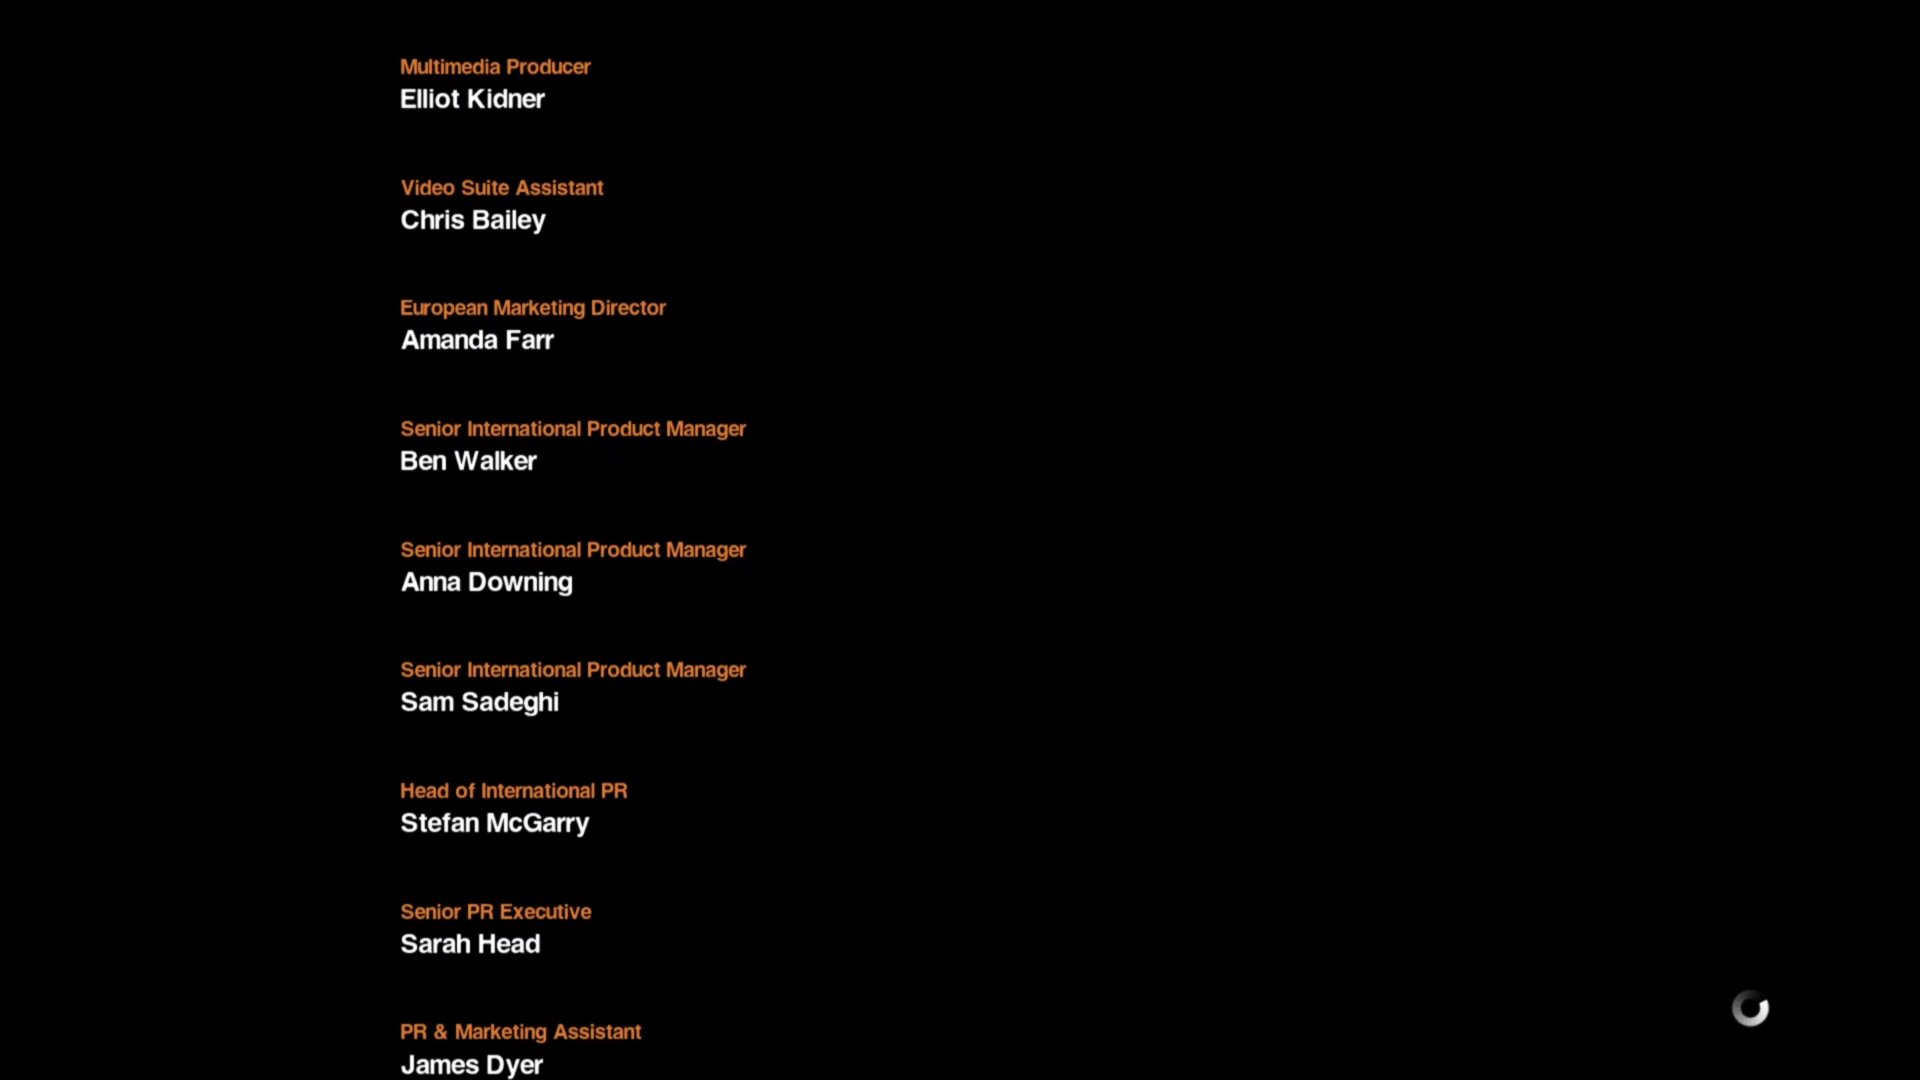 Multimedia Producer
Elliot Kidner
Video Suite Assistant
Chris Bailey
European Marketing Director
Amanda Farr
Senior International Product Manager
Ben Walker
Senior International Product Manager
Anna Downing
Senior International Product Manager
Sam Sadeghi
Head of International PR
Stefan McGarry
Senior PR Executive
Sarah Head
PR & Marketing Assistant
James Dyer